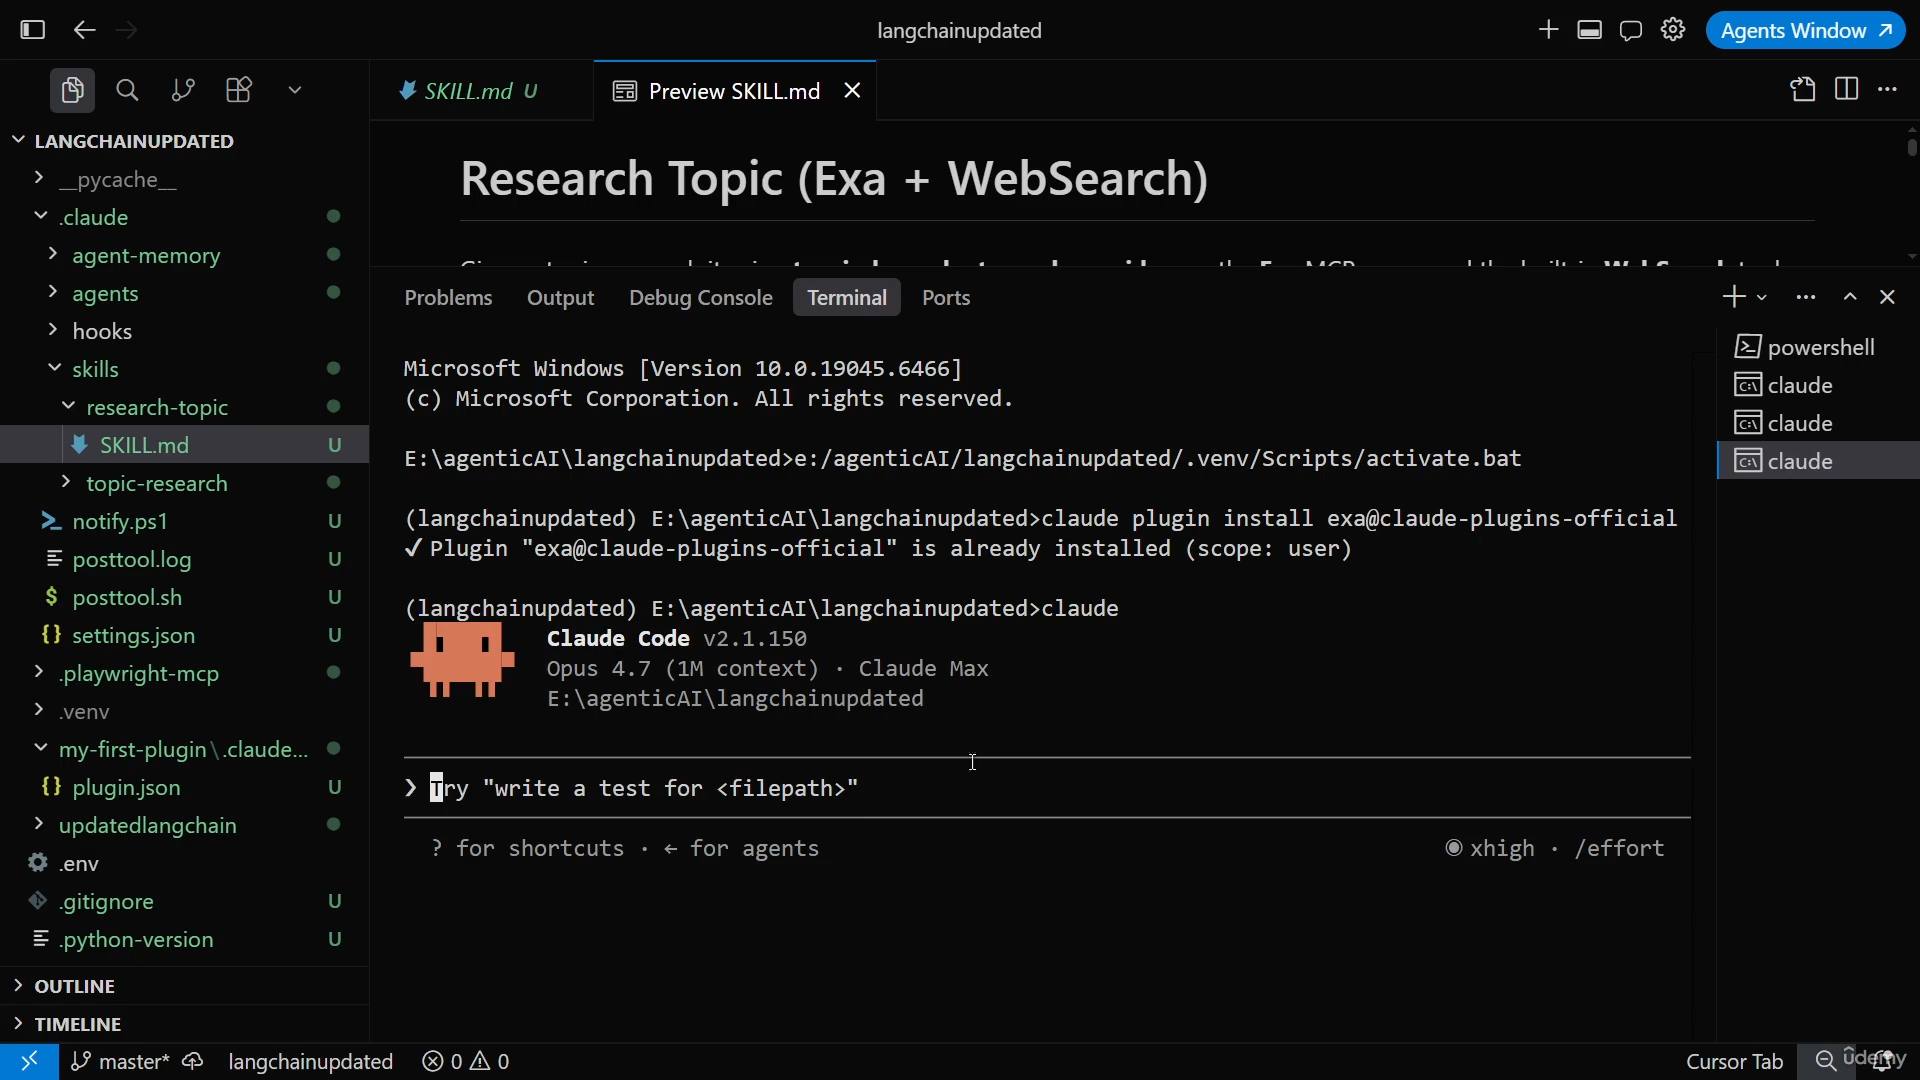 langchainupdated
Agents Window
SKILL.md U
Preview SKILL.md
LANGCHAINUPDATED
__pycache__
.claude
agent-memory
agents
hooks
skills
research-topic
SKILL.md U
topic-research
notify.ps1 U
posttool.log U
posttool.sh U
settings.json U
.playwright-mcp
.venv
my-first-plugin\.claude...
plugin.json U
updatedlangchain
.env
.gitignore U
.python-version U
OUTLINE
TIMELINE
Research Topic (Exa + WebSearch)
Problems Output Debug Console Terminal Ports
Microsoft Windows [Version 10.0.19045.6466]
(c) Microsoft Corporation. All rights reserved.
E:\agenticAI\langchainupdated>e:/agenticAI/langchainupdated/.venv/Scripts/activate.bat
(langchainupdated) E:\agenticAI\langchainupdated>claude plugin install exa@claude-plugins-official
✓ Plugin "exa@claude-plugins-official" is already installed (scope: user)
(langchainupdated) E:\agenticAI\langchainupdated>claude
Claude Code v2.1.150
Opus 4.7 (1M context) · Claude Max
E:\agenticAI\langchainupdated
❯ Try "write a test for <filepath>"
? for shortcuts · ← for agents
◉ xhigh · /effort
powershell
claude
claude
claude
master* langchainupdated 0 0
Cursor Tab
ûdemy